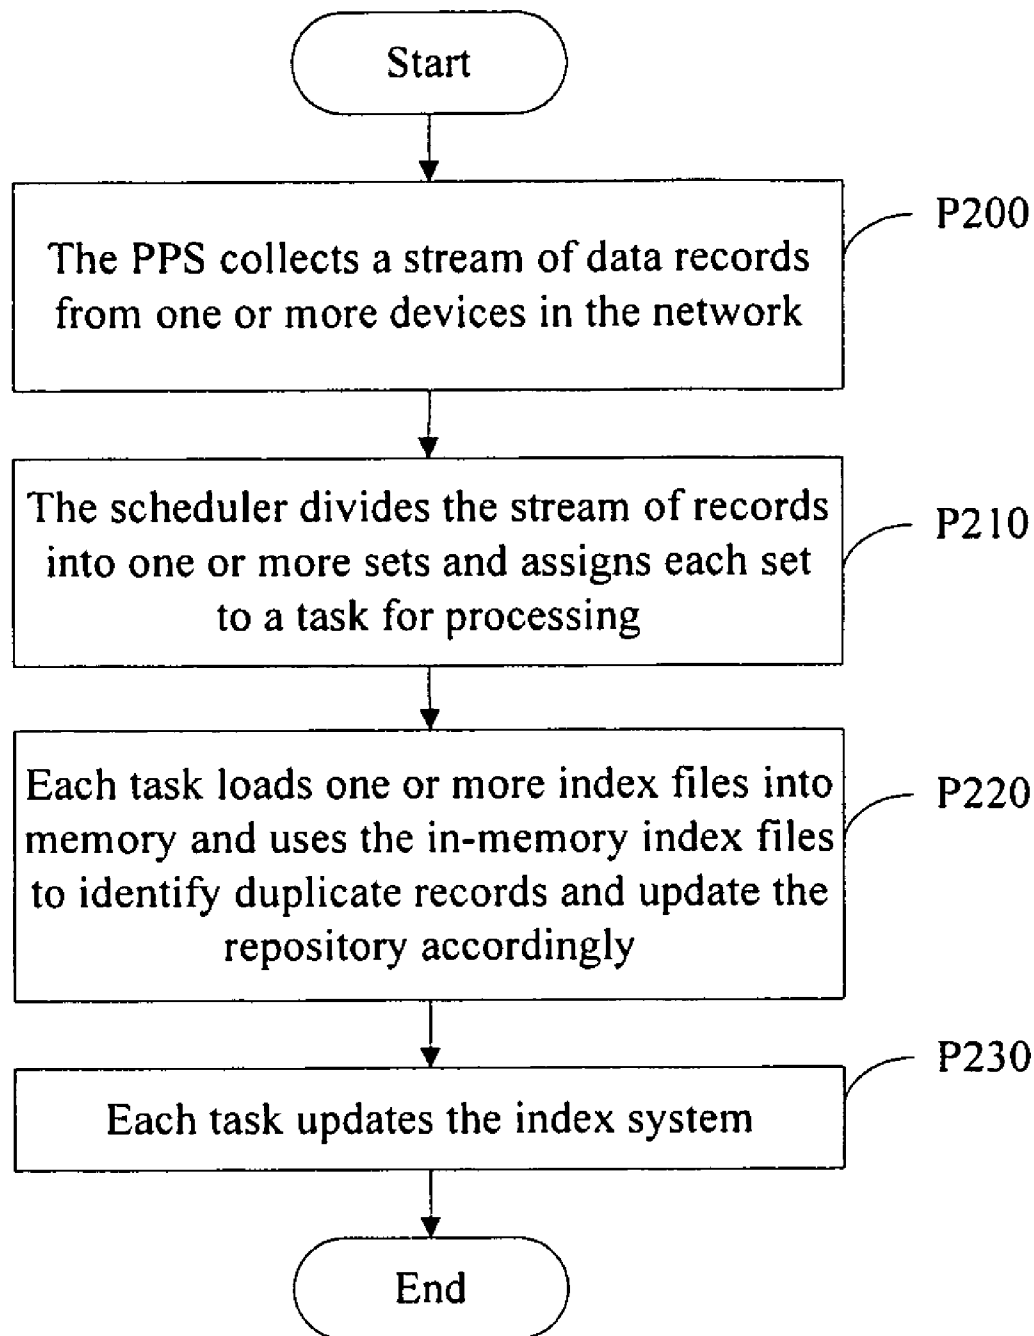 Start
The PPS collects a stream of data records
from one or more devices in the network
P200
The scheduler divides the stream of records
into one or more sets and assigns each set
to a task for processing
P210
Each task loads one or more index files into
memory and uses the in-memory index files
to identify duplicate records and update the
repository accordingly
P220
Each task updates the index system
P230
End